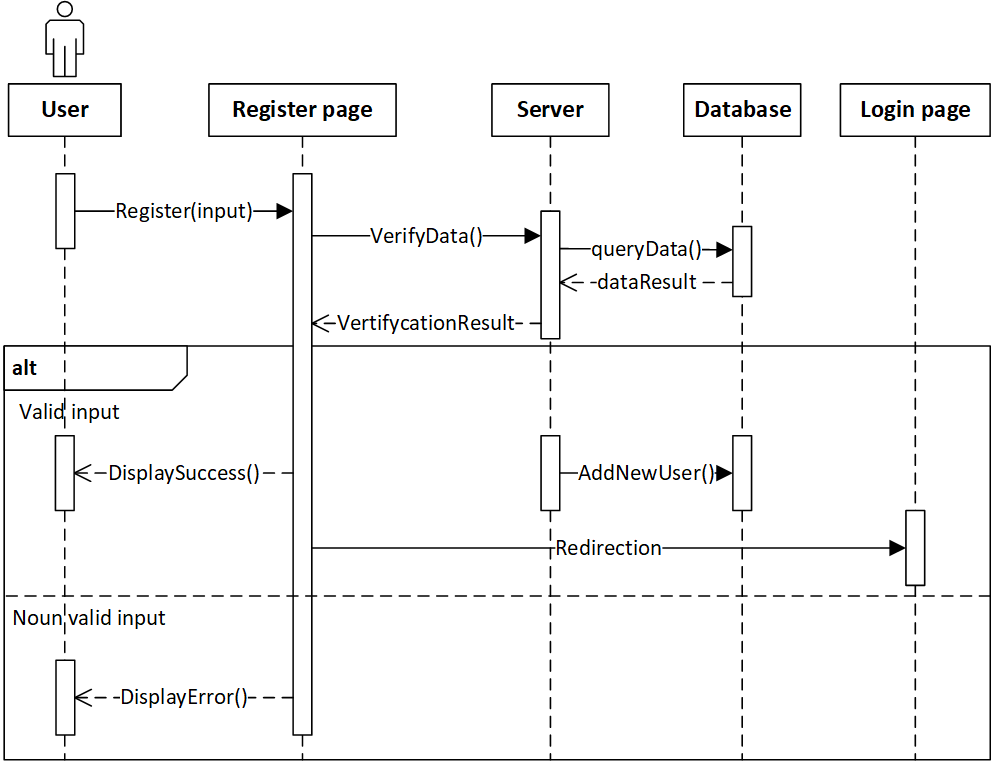 User
Register page
Server
Database
Login page
Register(input)
VerifyData()
queryData()
dataResult
VertifycationResult
alt
Valid input
DisplaySuccess()
AddNewUser()
Redirection
Noun valid input
DisplayError()